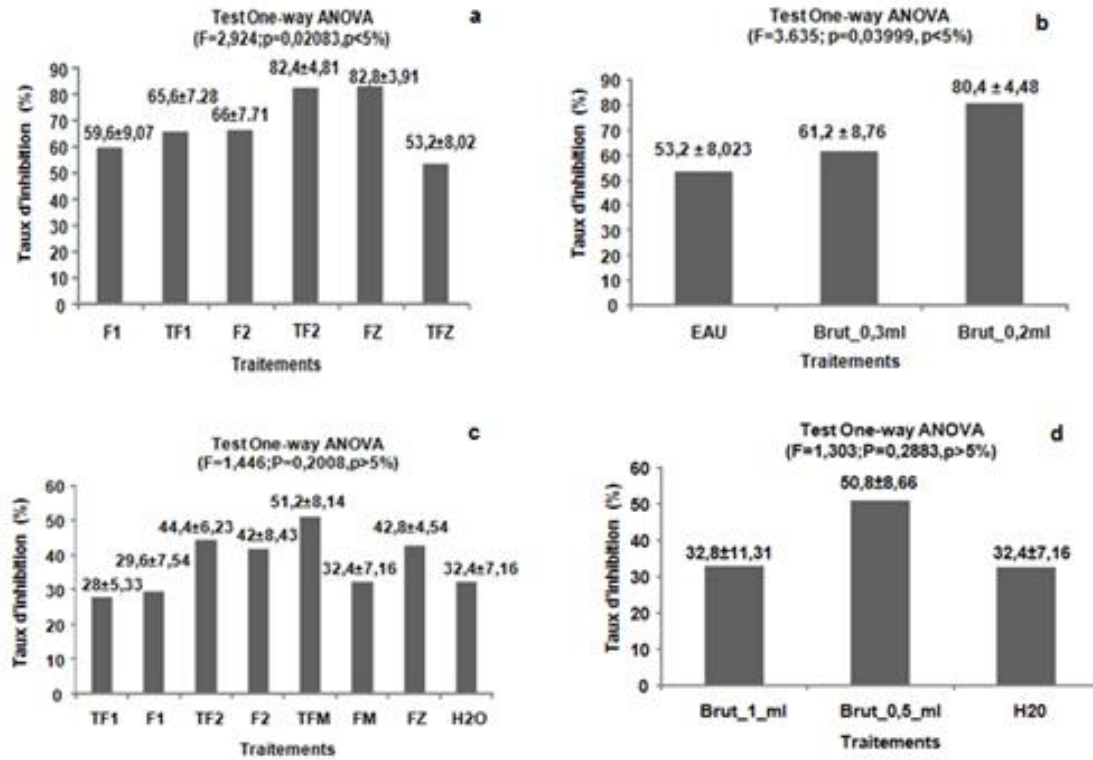 a
Test One-way ANOVA
(F=2,924;p=0,02083,p<5%)
Taux d'inhibition (%)
90
80
70
60
50
40
30
20
10
0
59,6±9,07
65,6±7.28
66±7.71
82,4±4,81
82,8±3,91
53,2±8,02
F1 TF1 F2 TF2 FZ TFZ
Traitements
b
Test One-way ANOVA
(F=3.635; p=0,03999, p<5%)
Taux d'inhibition (%)
90
80
70
60
50
40
30
20
10
0
53,2 ± 8,023
61,2 ± 8,76
80,4 ± 4,48
EAU Brut_0,3ml Brut_0,2ml
Traitements
c
Test One-way ANOVA
(F=1,446;P=0,2008,p>5%)
Taux d'inhibition (%)
60
50
40
30
20
10
0
28±5,33
29,6±7,54
44,4±6,23
42±8,43
51,2±8,14
32,4±7,16
42,8±4,54
32,4±7,16
TF1 F1 TF2 F2 TFM FM FZ H2O
Traitements
d
Test One-way ANOVA
(F=1,303;P=0,2883,p>5%)
Taux d'inhibition (%)
60
50
40
30
20
10
0
32,8±11,31
50,8±8,66
32,4±7,16
Brut_1_ml Brut_0,5_ml H20
Traitements